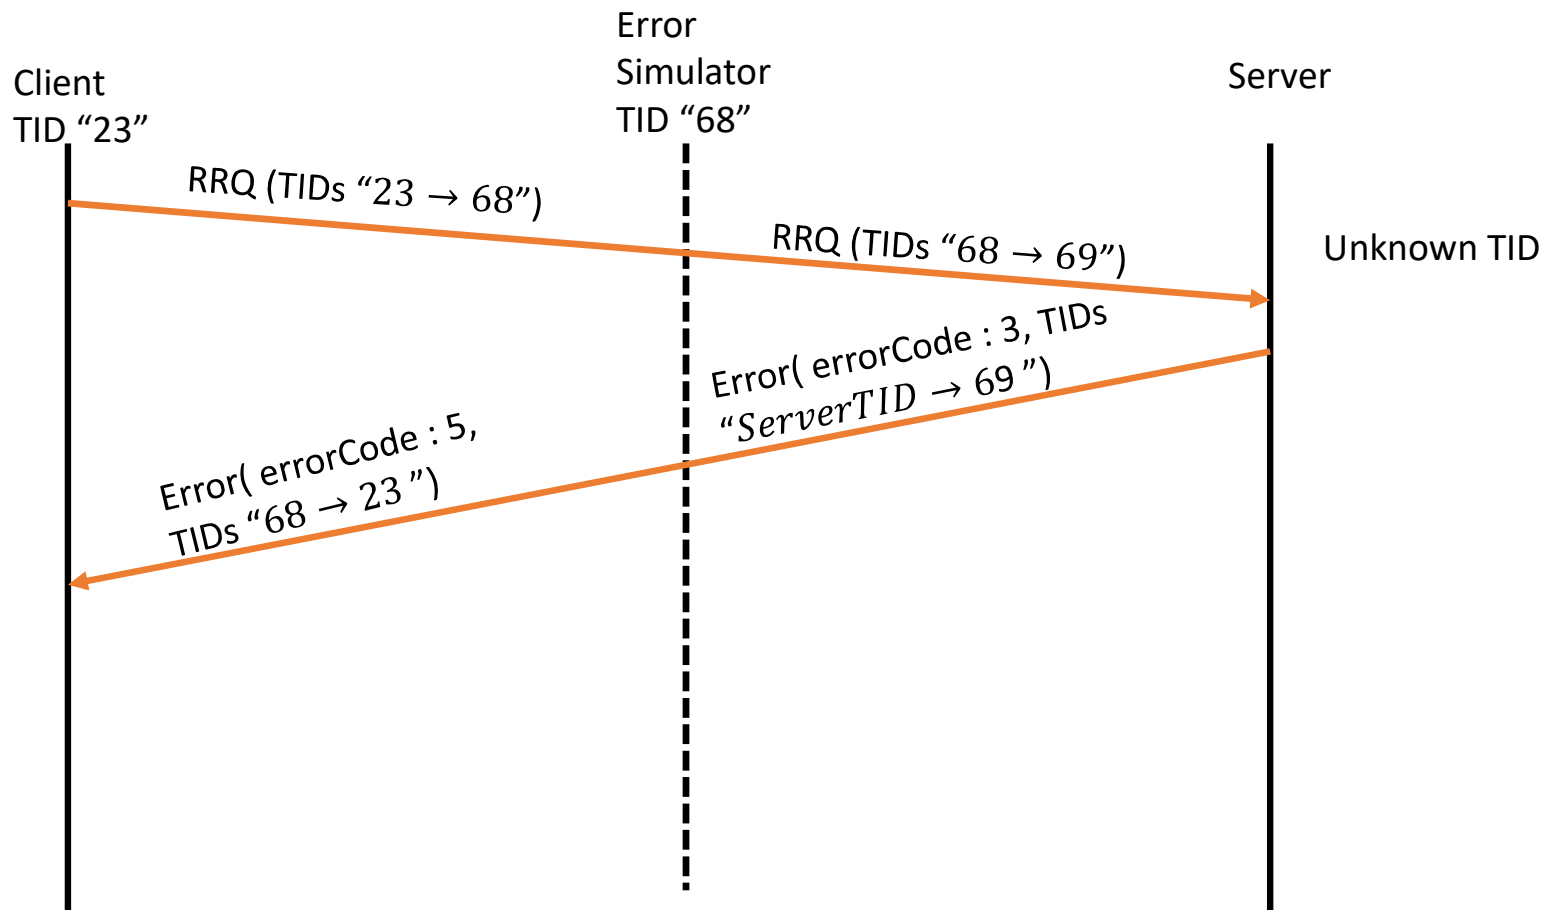 Client
TID “23”
Error
Simulator
TID “68”
Server
RRQ (TIDs “23 → 68”)
RRQ (TIDs “68 → 69”)
Unknown TID
Error( errorCode : 3, TIDs
“ServerTID → 69 ”)
Error( errorCode : 5,
TIDs “68 → 23 ”)